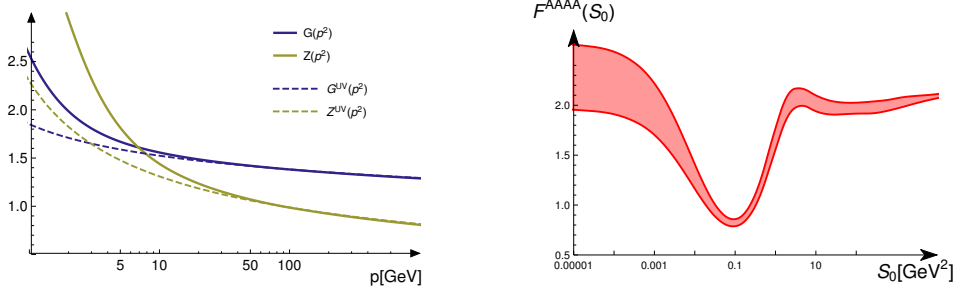 G(p²)
Z(p²)
G^UV(p²)
Z^UV(p²)
2.5
2.0
1.5
1.0
5 10 50 100
p[GeV]
F^AAAA(S₀)
2.0
1.5
1.0
0.5
0.00001 0.001 0.1 10
S₀[GeV²]